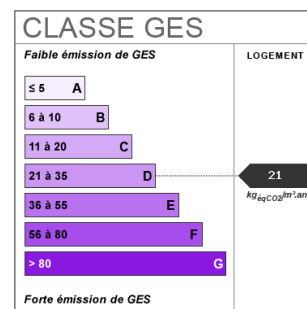 CLASSE GES
Faible émission de GES
LOGEMENT
≤ 5 A
6 à 10 B
11 à 20 C
21 à 35 D
21
kgéqCO2/m².an
36 à 55 E
56 à 80 F
> 80 G
Forte émission de GES